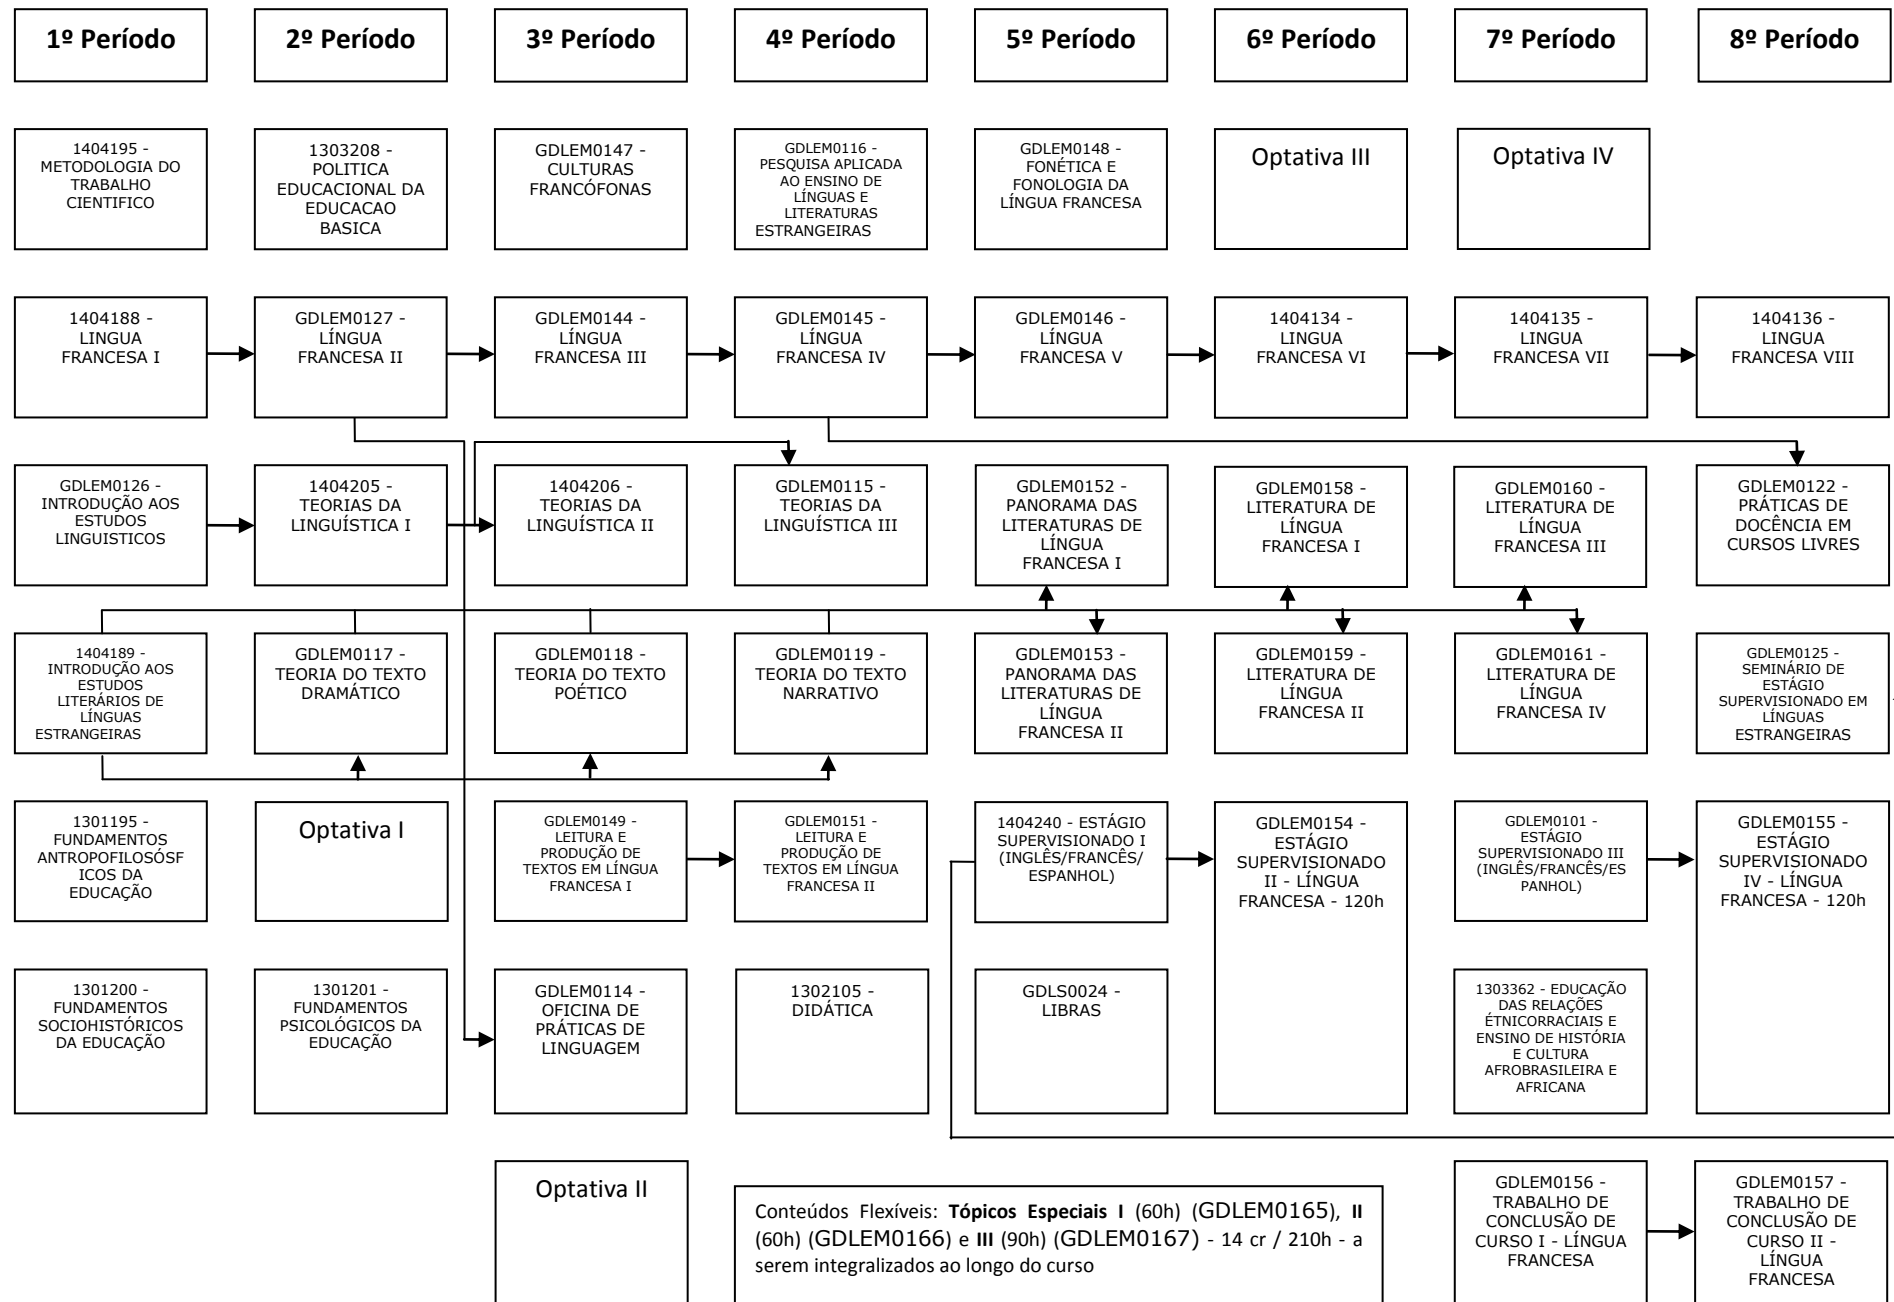 1º Período
2º Período
3º Período
4º Período
5º Período
6º Período
7º Período
8º Período
1404195 -
METODOLOGIA DO
TRABALHO
CIENTIFICO
1303208 -
POLITICA
EDUCACIONAL DA
EDUCACAO
BASICA
GDLEM0147 -
CULTURAS
FRANCÓFONAS
GDLEM0116 -
PESQUISA APLICADA
AO ENSINO DE
LÍNGUAS E
LITERATURAS
ESTRANGEIRAS
GDLEM0148 -
FONÉTICA E
FONOLOGIA DA
LÍNGUA FRANCESA
Optativa III
Optativa IV
1404188 -
LINGUA
FRANCESA I
GDLEM0127 -
LÍNGUA
FRANCESA II
GDLEM0144 -
LÍNGUA
FRANCESA III
GDLEM0145 -
LÍNGUA
FRANCESA IV
GDLEM0146 -
LÍNGUA
FRANCESA V
1404134 -
LINGUA
FRANCESA VI
1404135 -
LINGUA
FRANCESA VII
1404136 -
LINGUA
FRANCESA VIII
GDLEM0126 -
INTRODUÇÃO AOS
ESTUDOS
LINGUISTICOS
1404205 -
TEORIAS DA
LINGUÍSTICA I
1404206 -
TEORIAS DA
LINGUÍSTICA II
GDLEM0115 -
TEORIAS DA
LINGUÍSTICA III
GDLEM0152 -
PANORAMA DAS
LITERATURAS DE
LÍNGUA
FRANCESA I
GDLEM0158 -
LITERATURA DE
LÍNGUA
FRANCESA I
GDLEM0160 -
LITERATURA DE
LÍNGUA
FRANCESA III
GDLEM0122 -
PRÁTICAS DE
DOCÊNCIA EM
CURSOS LIVRES
1404189 -
INTRODUÇÃO AOS
ESTUDOS
LITERÁRIOS DE
LÍNGUAS
ESTRANGEIRAS
GDLEM0117 -
TEORIA DO TEXTO
DRAMÁTICO
GDLEM0118 -
TEORIA DO TEXTO
POÉTICO
GDLEM0119 -
TEORIA DO TEXTO
NARRATIVO
GDLEM0153 -
PANORAMA DAS
LITERATURAS DE
LÍNGUA
FRANCESA II
GDLEM0159 -
LITERATURA DE
LÍNGUA
FRANCESA II
GDLEM0161 -
LITERATURA DE
LÍNGUA
FRANCESA IV
GDLEM0125 -
SEMINÁRIO DE
ESTÁGIO
SUPERVISIONADO EM
LÍNGUAS
ESTRANGEIRAS
1301195 -
FUNDAMENTOS
ANTROPOFILOSÓSF
ICOS DA
EDUCAÇÃO
Optativa I
GDLEM0149 -
LEITURA E
PRODUÇÃO DE
TEXTOS EM LÍNGUA
FRANCESA I
GDLEM0151 -
LEITURA E
PRODUÇÃO DE
TEXTOS EM LÍNGUA
FRANCESA II
1404240 - ESTÁGIO
SUPERVISIONADO I
(INGLÊS/FRANCÊS/
ESPANHOL)
GDLEM0154 -
ESTÁGIO
SUPERVISIONADO
II - LÍNGUA
FRANCESA - 120h
GDLEM0101 -
ESTÁGIO
SUPERVISIONADO III
(INGLÊS/FRANCÊS/ES
PANHOL)
GDLEM0155 -
ESTÁGIO
SUPERVISIONADO
IV - LÍNGUA
FRANCESA - 120h
1301200 -
FUNDAMENTOS
SOCIOHISTÓRICOS
DA EDUCAÇÃO
1301201 -
FUNDAMENTOS
PSICOLÓGICOS DA
EDUCAÇÃO
GDLEM0114 -
OFICINA DE
PRÁTICAS DE
LINGUAGEM
1302105 -
DIDÁTICA
GDLS0024 -
LIBRAS
1303362 - EDUCAÇÃO
DAS RELAÇÕES
ÉTNICORRACIAIS E
ENSINO DE HISTÓRIA
E CULTURA
AFROBRASILEIRA E
AFRICANA
Optativa II
Conteúdos Flexíveis: Tópicos Especiais I (60h) (GDLEM0165), II
(60h) (GDLEM0166) e III (90h) (GDLEM0167) - 14 cr / 210h - a
serem integralizados ao longo do curso
GDLEM0156 -
TRABALHO DE
CONCLUSÃO DE
CURSO I - LÍNGUA
FRANCESA
GDLEM0157 -
TRABALHO DE
CONCLUSÃO DE
CURSO II -
LÍNGUA
FRANCESA